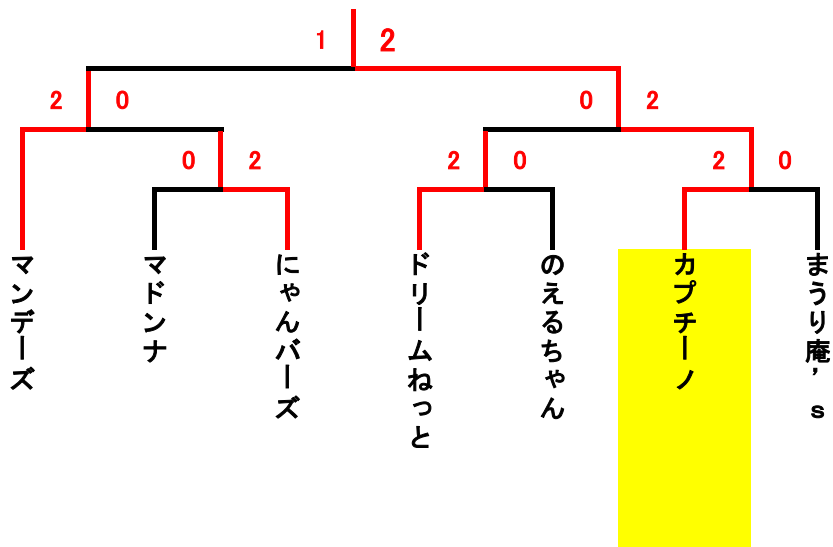 1 2
2 0 0 2
0 2 2 0 2 0
マンデーズ
マドンナ
にゃんバーズ
ドリームねっと
のえるちゃん
カプチーノ
まうり庵’s